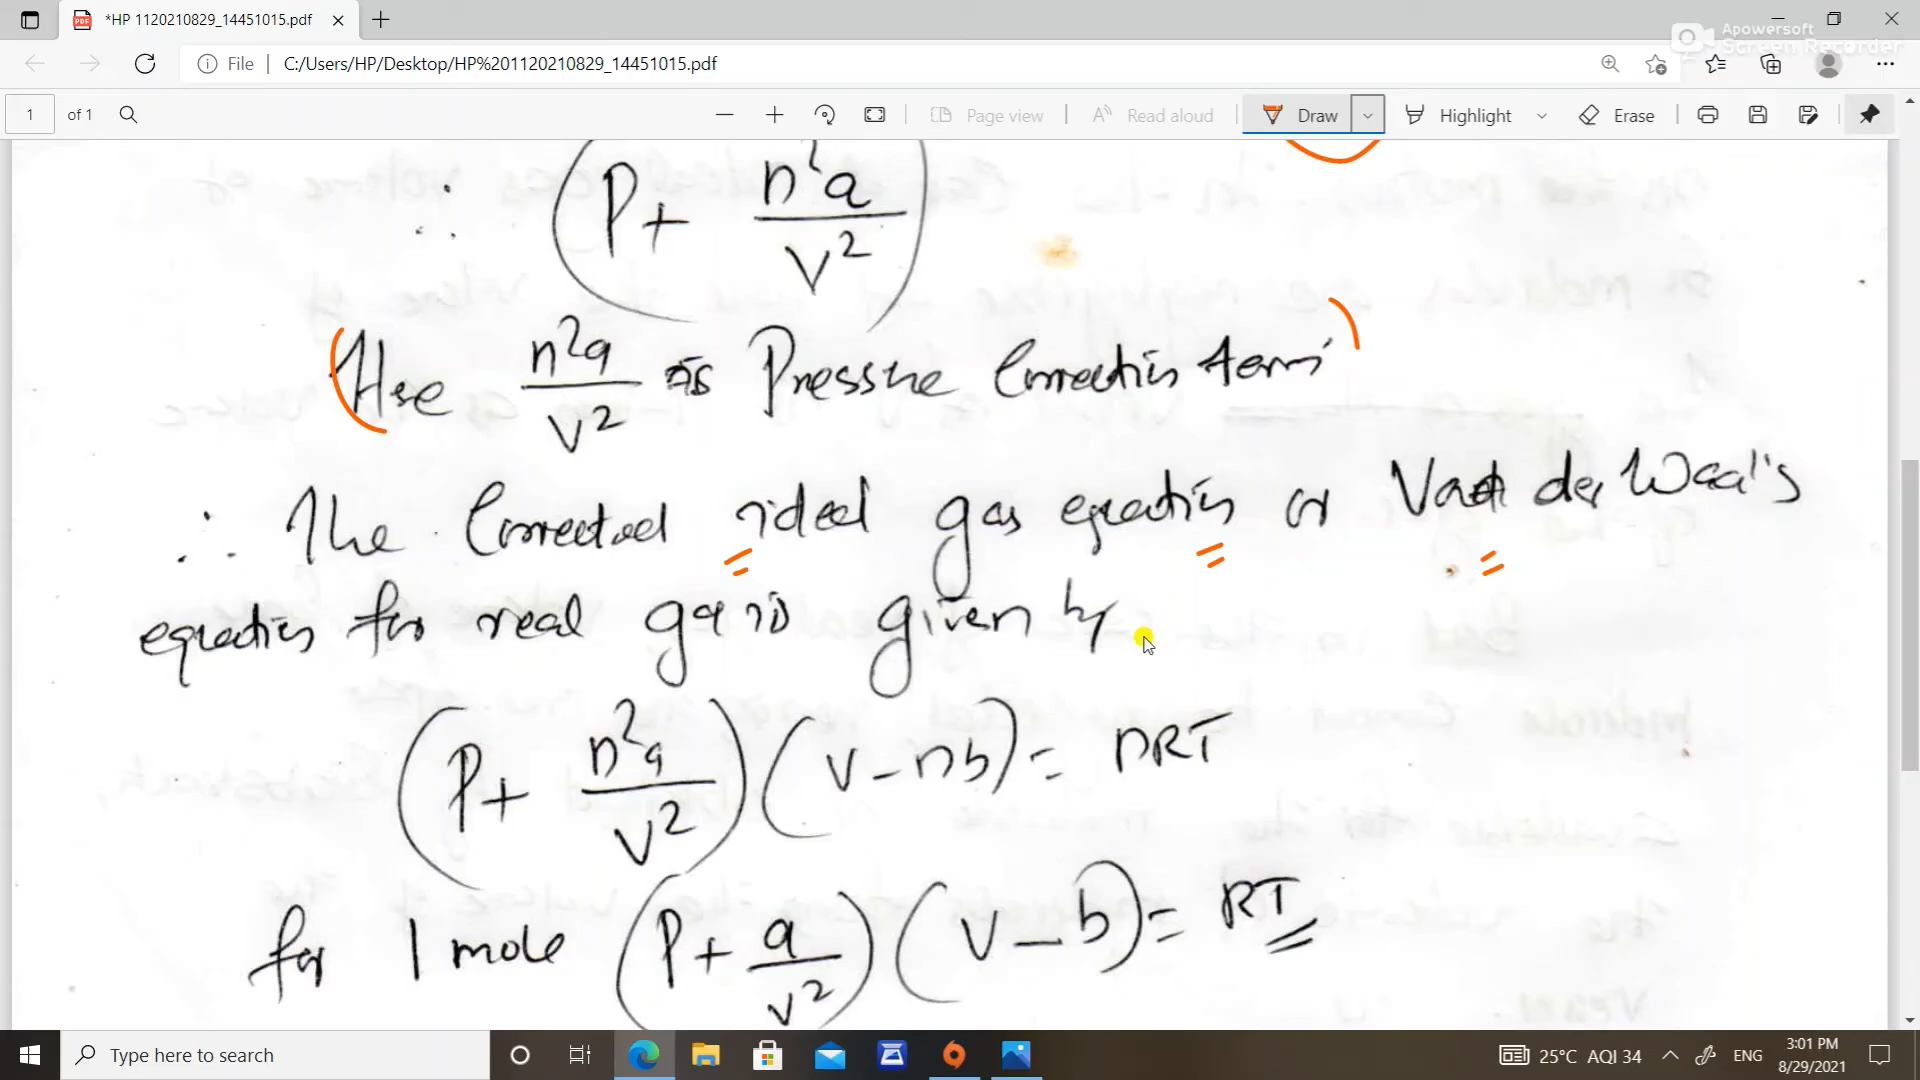 *HP 1120210829_14451015.pdf
Apowersoft
Screen Recorder
File | C:/Users/HP/Desktop/HP%201120210829_14451015.pdf
1 of 1 Page view Read aloud Draw Highlight Erase
∴ (P + n²a/V²)
Here n²a/V² is Pressure Correction term
∴ The Corrected ideal gas equation or Van der Waal's
equation for real gas is given by
(P + n²a/V²)(V – nb) = nRT
for 1 mole (P + a/V²)(V – b) = RT
Type here to search
25°C AQI 34 ENG 3:01 PM
8/29/2021